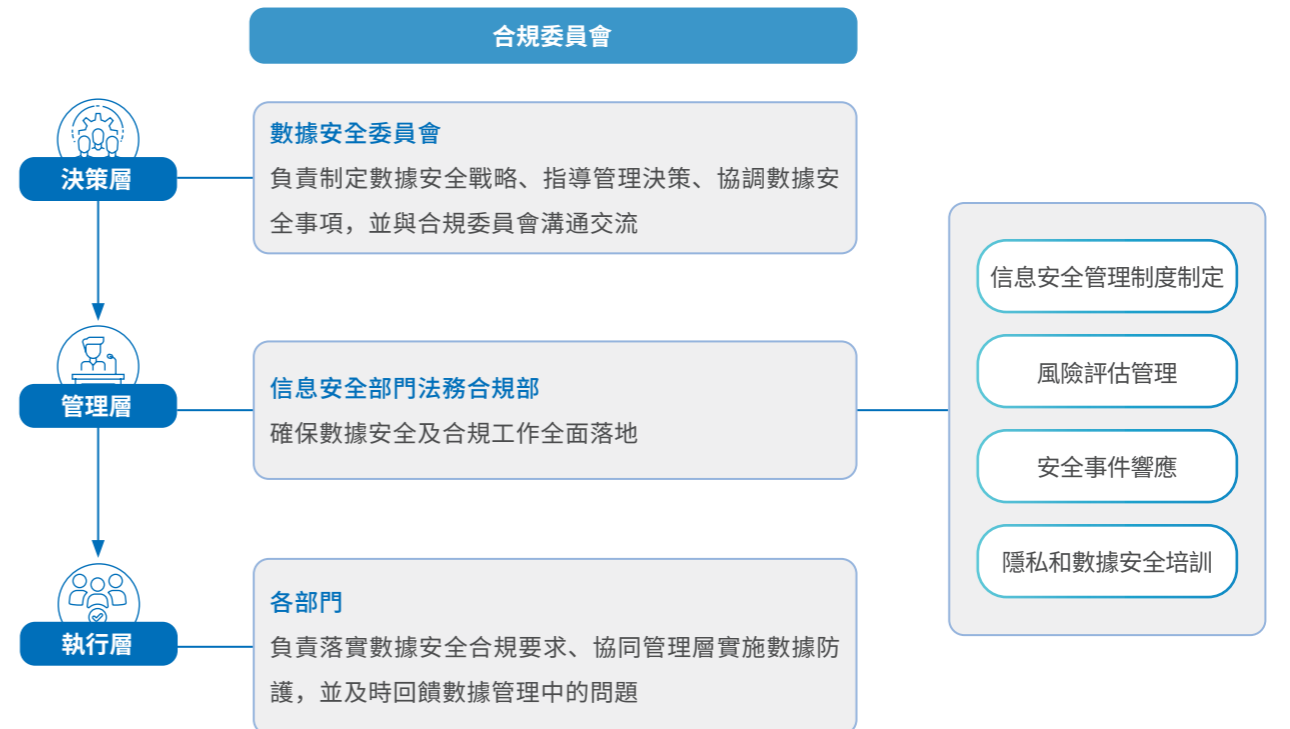 合規委員會
決策層
數據安全委員會
負責制定數據安全戰略、指導管理決策、協調數據安
全事項，並與合規委員會溝通交流
管理層
信息安全部門法務合規部
確保數據安全及合規工作全面落地
信息安全管理制度制定
風險評估管理
安全事件響應
隱私和數據安全培訓
執行層
各部門
負責落實數據安全合規要求、協同管理層實施數據防
護，並及時回饋數據管理中的問題